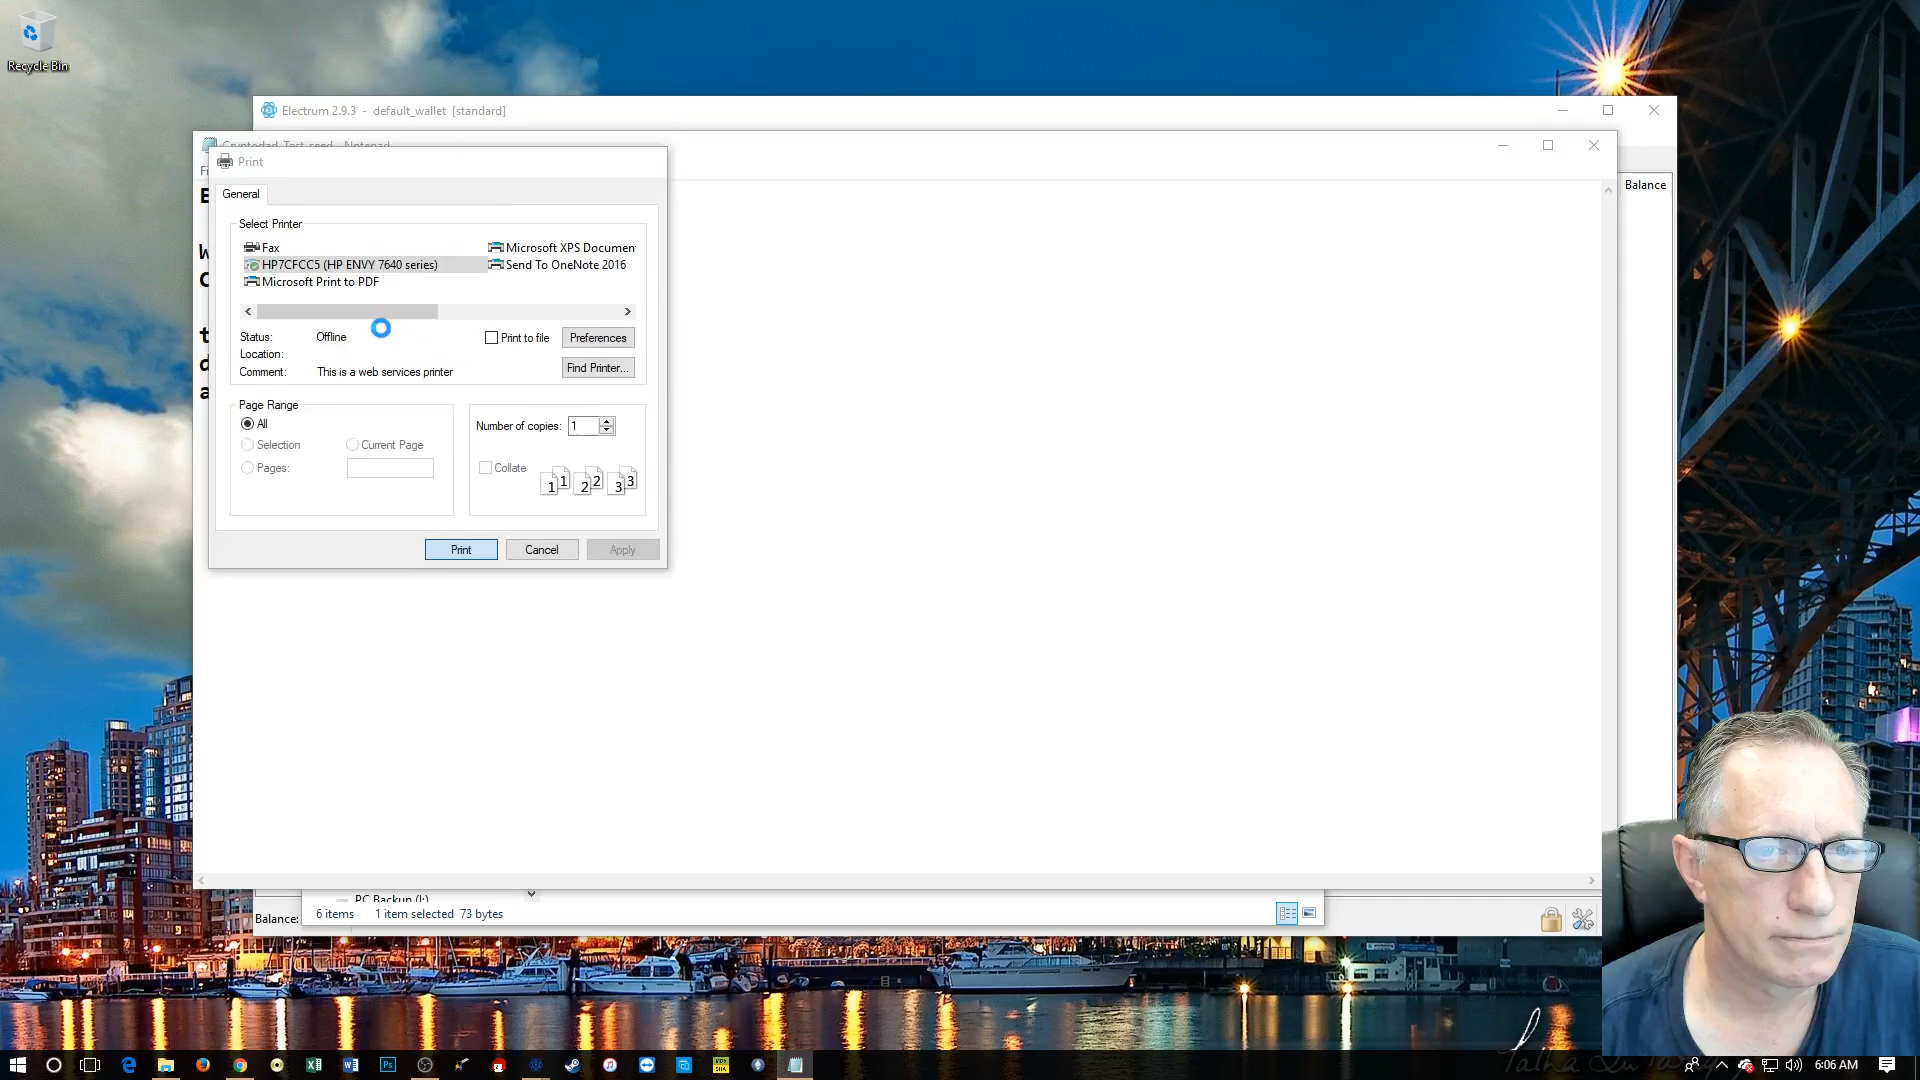 Recycle Bin
Electrum 2.9.3 - default_wallet [standard]
Cryptodad_Test_seed - Notepad
Print
Balance
General
Select Printer
Fax
Microsoft XPS Documen
HP7CFCC5 (HP ENVY 7640 series)
Send To OneNote 2016
Microsoft Print to PDF
Status: Offline
Print to file
Preferences
Location:
Comment: This is a web services printer
Find Printer...
Page Range
All
Number of copies: 1
Selection
Current Page
Pages:
Collate
1 1 2 2 3 3
Print
Cancel
Apply
PC Backup (I:)
6 items 1 item selected 73 bytes
Balance:
6:06 AM